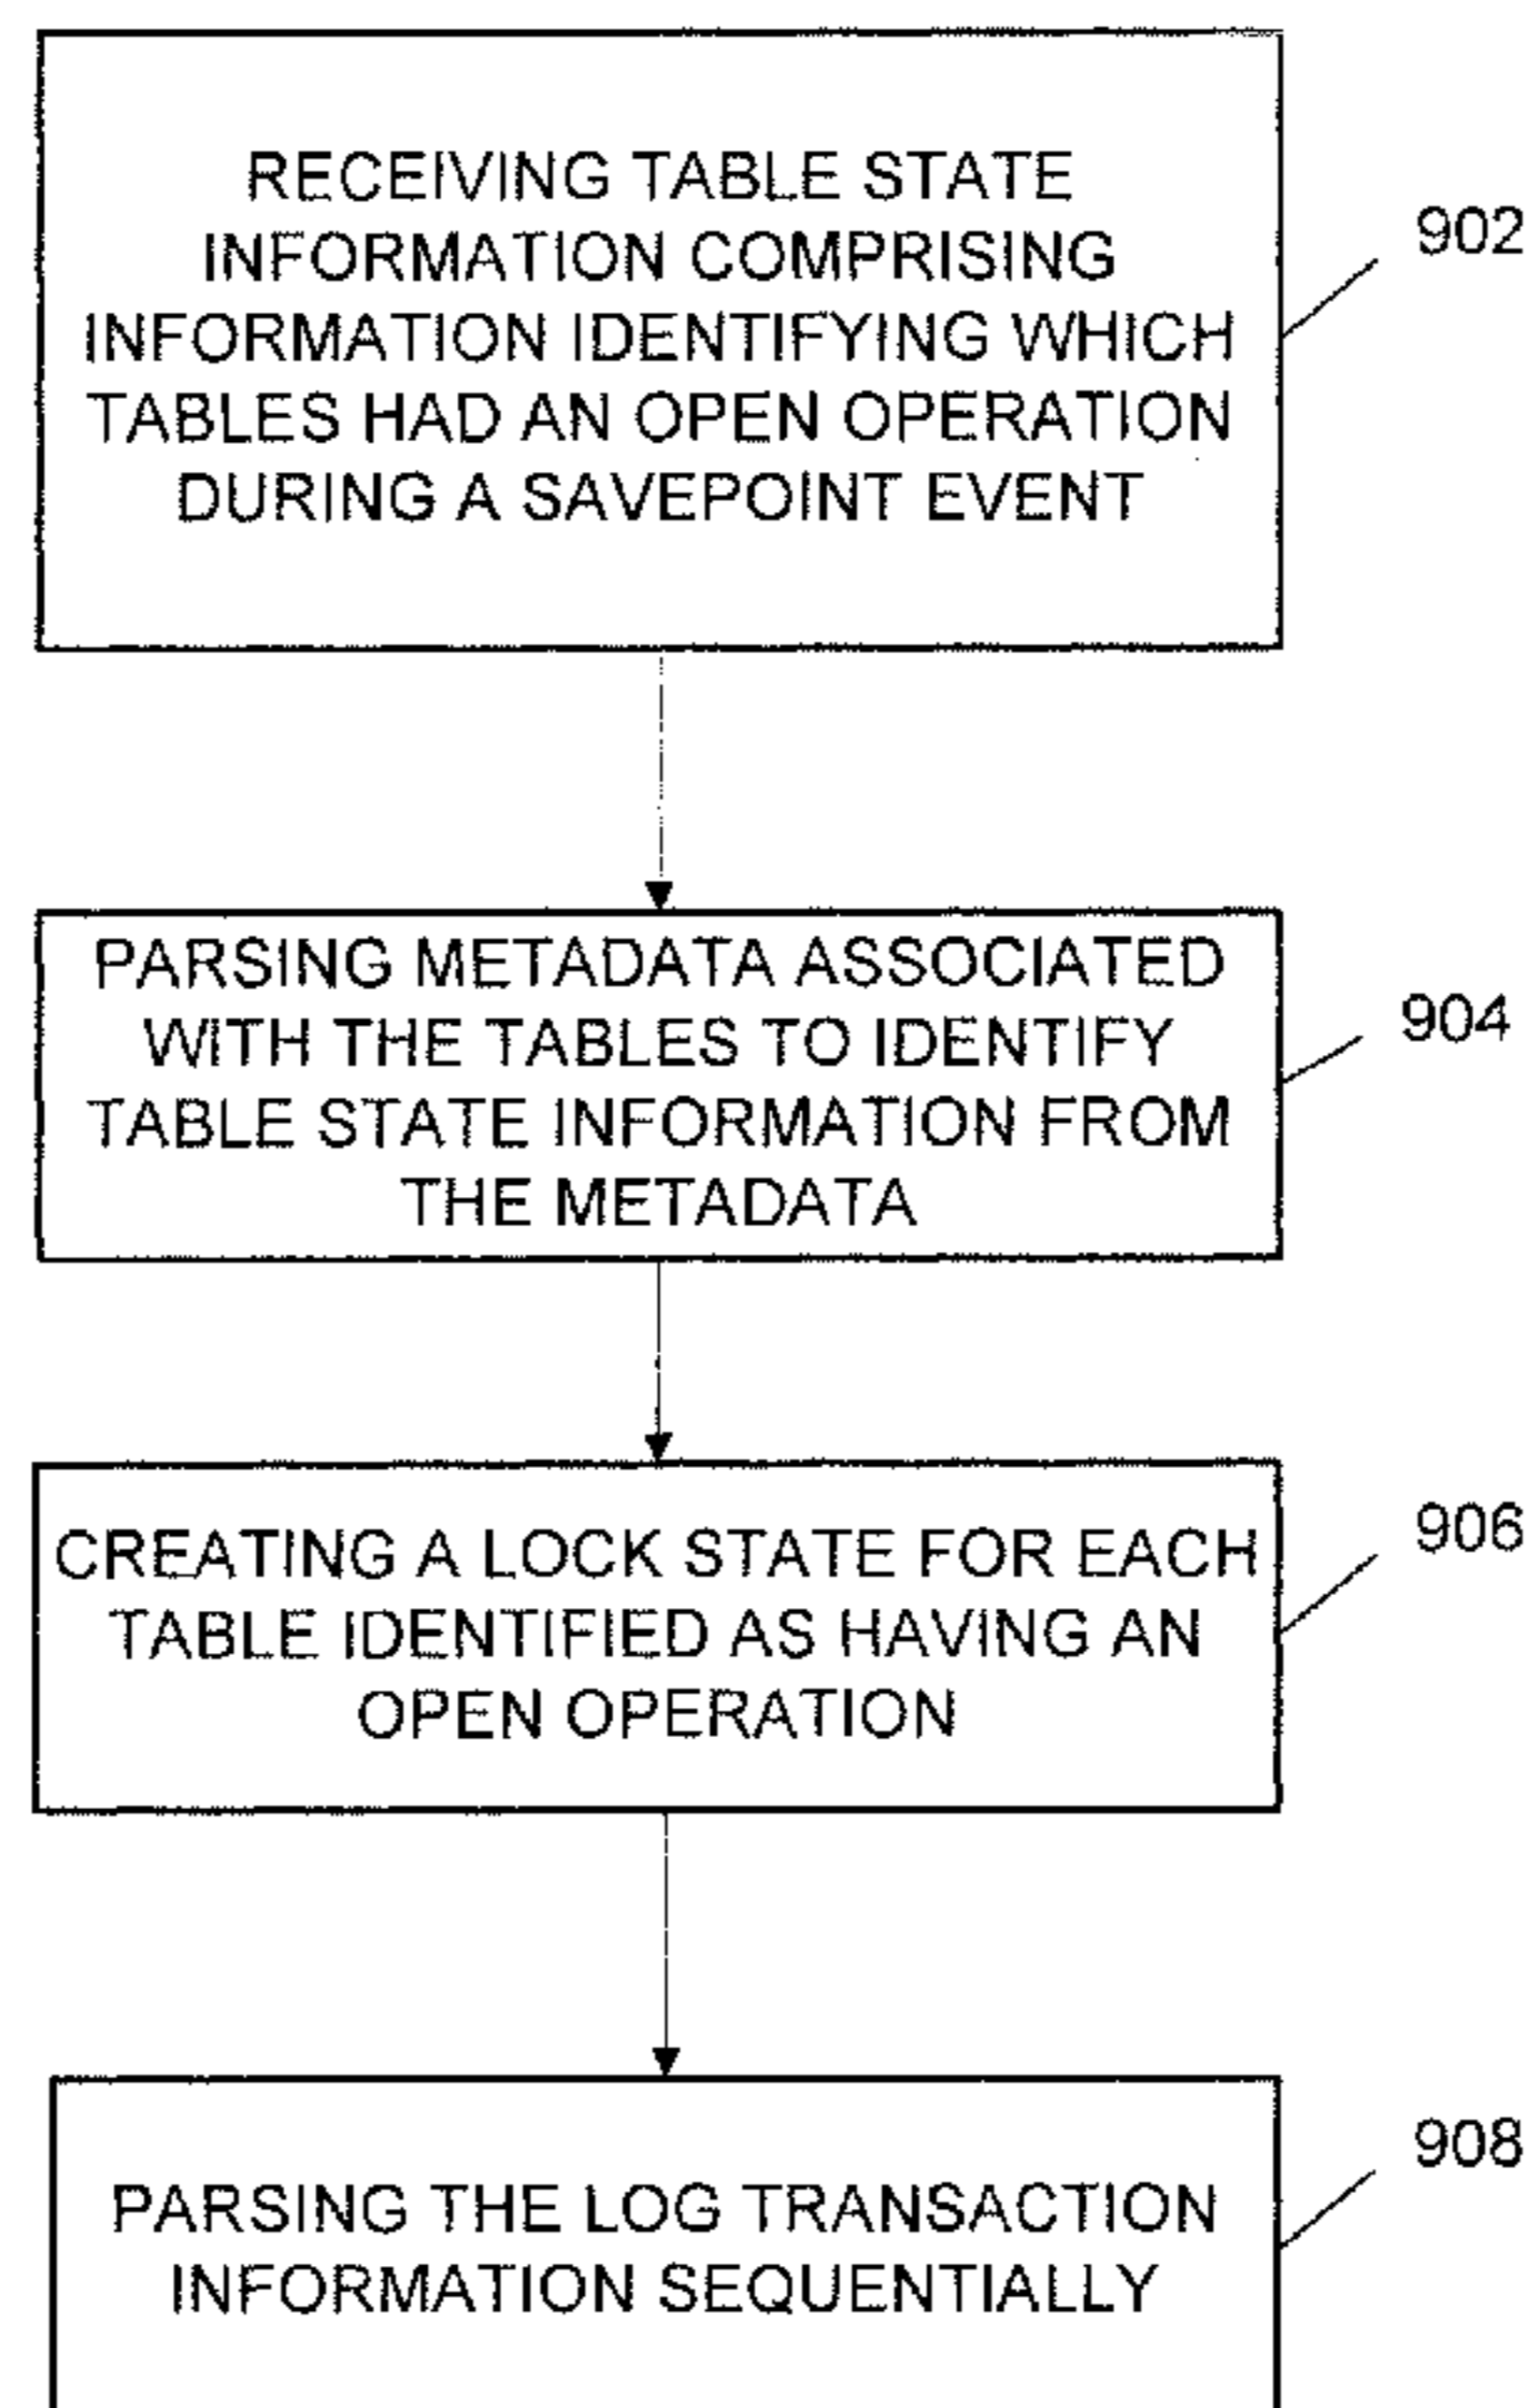 RECEIVING TABLE STATE
INFORMATION COMPRISING
INFORMATION IDENTIFYING WHICH
TABLES HAD AN OPEN OPERATION
DURING A SAVEPOINT EVENT
902
PARSING METADATA ASSOCIATED
WITH THE TABLES TO IDENTIFY
TABLE STATE INFORMATION FROM
THE METADATA
904
CREATING A LOCK STATE FOR EACH
TABLE IDENTIFIED AS HAVING AN
OPEN OPERATION
906
PARSING THE LOG TRANSACTION
INFORMATION SEQUENTIALLY
908